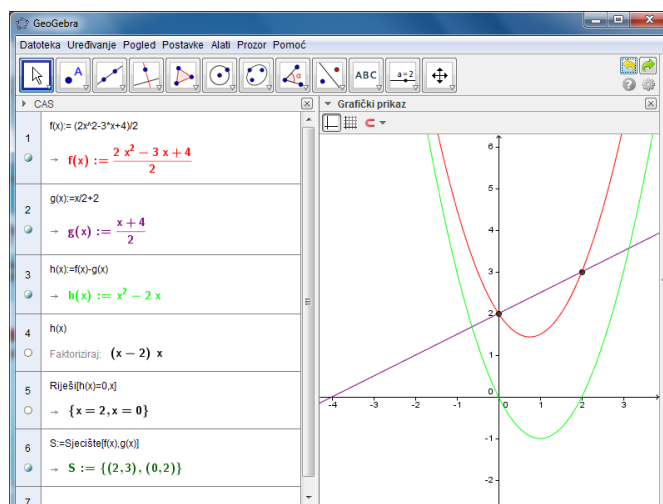 GeoGebra
Datoteka Uređivanje Pogled Postavke Alati Prozor Pomoć
A ABC a=2
CAS
Grafički prikaz
1
f(x):= (2x^2-3*x+4)/2
→ f(x) := (2 x² − 3 x + 4)/2
2
g(x):=x/2+2
→ g(x) := (x + 4)/2
3
h(x):=f(x)-g(x)
→ h(x) := x² − 2 x
4
h(x)
Faktoriziraj: (x − 2) x
5
Riješi[h(x)=0,x]
→ {x = 2, x = 0}
6
S:=Sjecište[f(x),g(x)]
→ S := {(2, 3), (0, 2)}
7
6
5
4
3
2
1
-4 -3 -2 -1 0 1 2 3
-1
-2